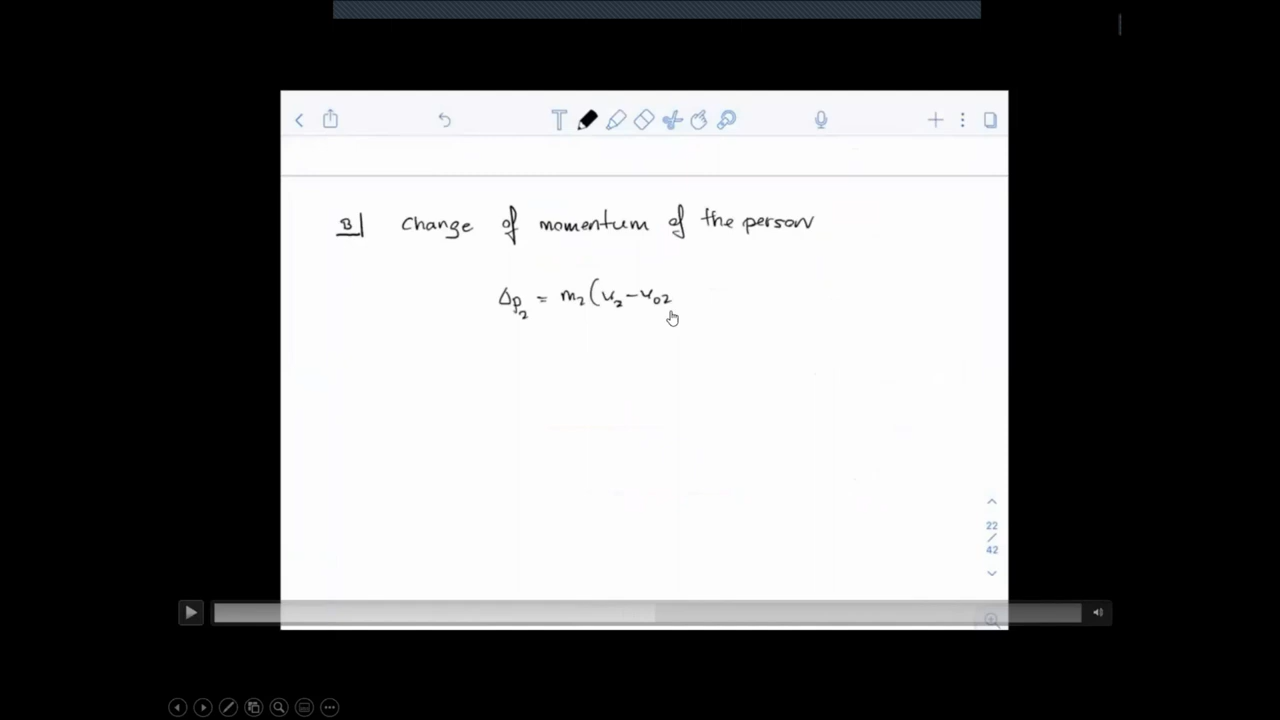 B| Change of momentum of the person
Δp₂ = m₂(v₂-v₀₂
22
/
42